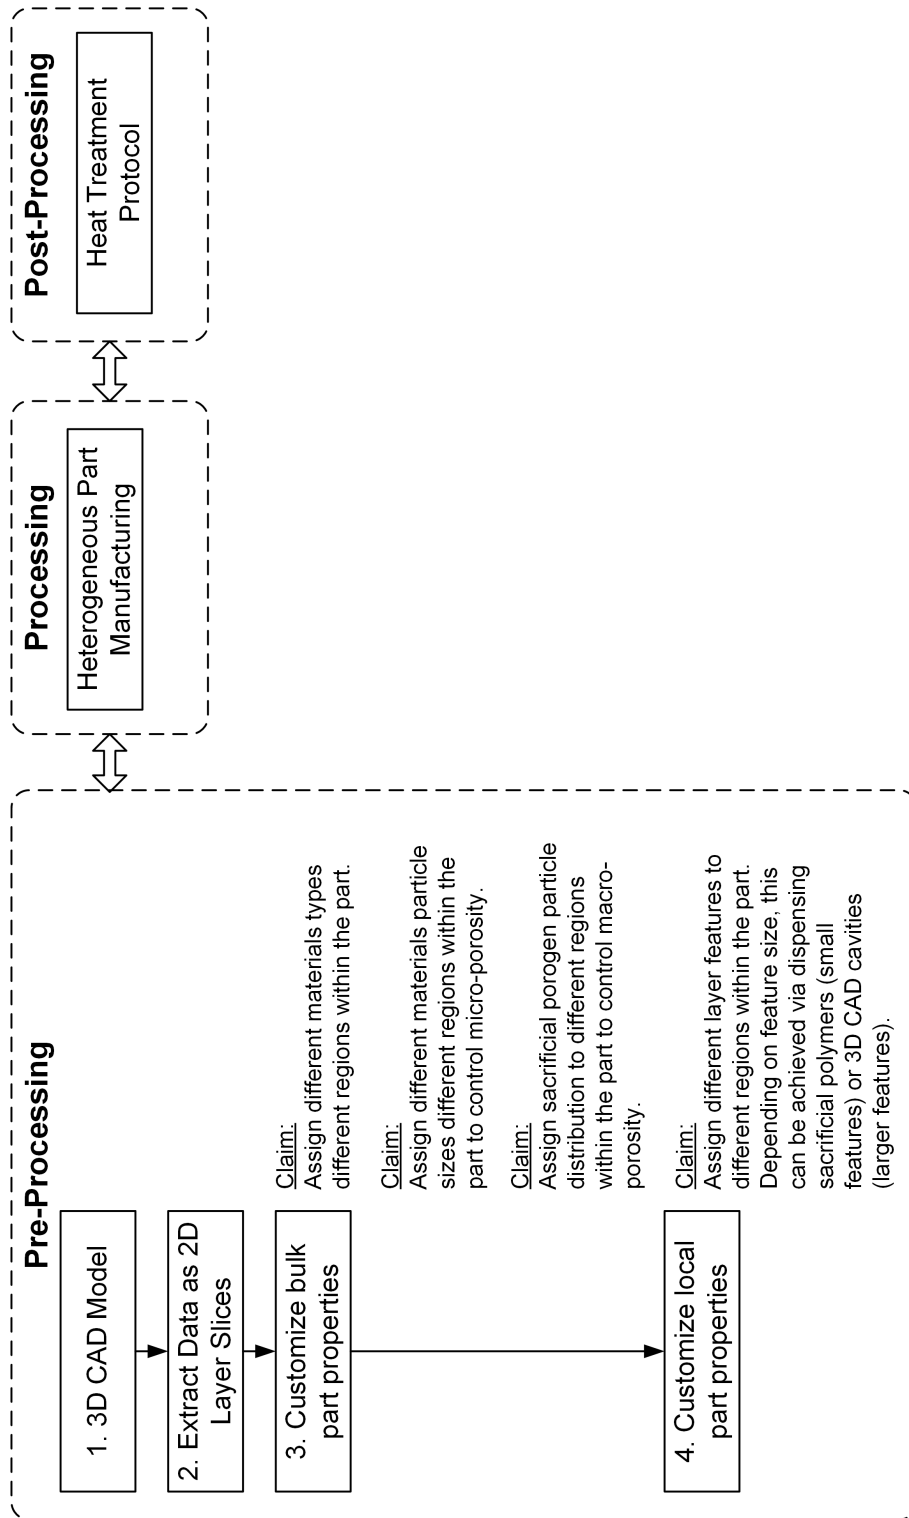 Pre-Processing
1. 3D CAD Model
2. Extract Data as 2D
Layer Slices
3. Customize bulk
part properties
Claim:
Assign different materials types
different regions within the part.
Claim:
Assign different materials particle
sizes different regions within the
part to control micro-porosity.
Claim:
Assign sacrificial porogen particle
distribution to different regions
within the part to control macro-
porosity.
4. Customize local
part properties
Claim:
Assign different layer features to
different regions within the part.
Depending on feature size, this
can be achieved via dispensing
sacrificial polymers (small
features) or 3D CAD cavities
(larger features).
Processing
Heterogeneous Part
Manufacturing
Post-Processing
Heat Treatment
Protocol